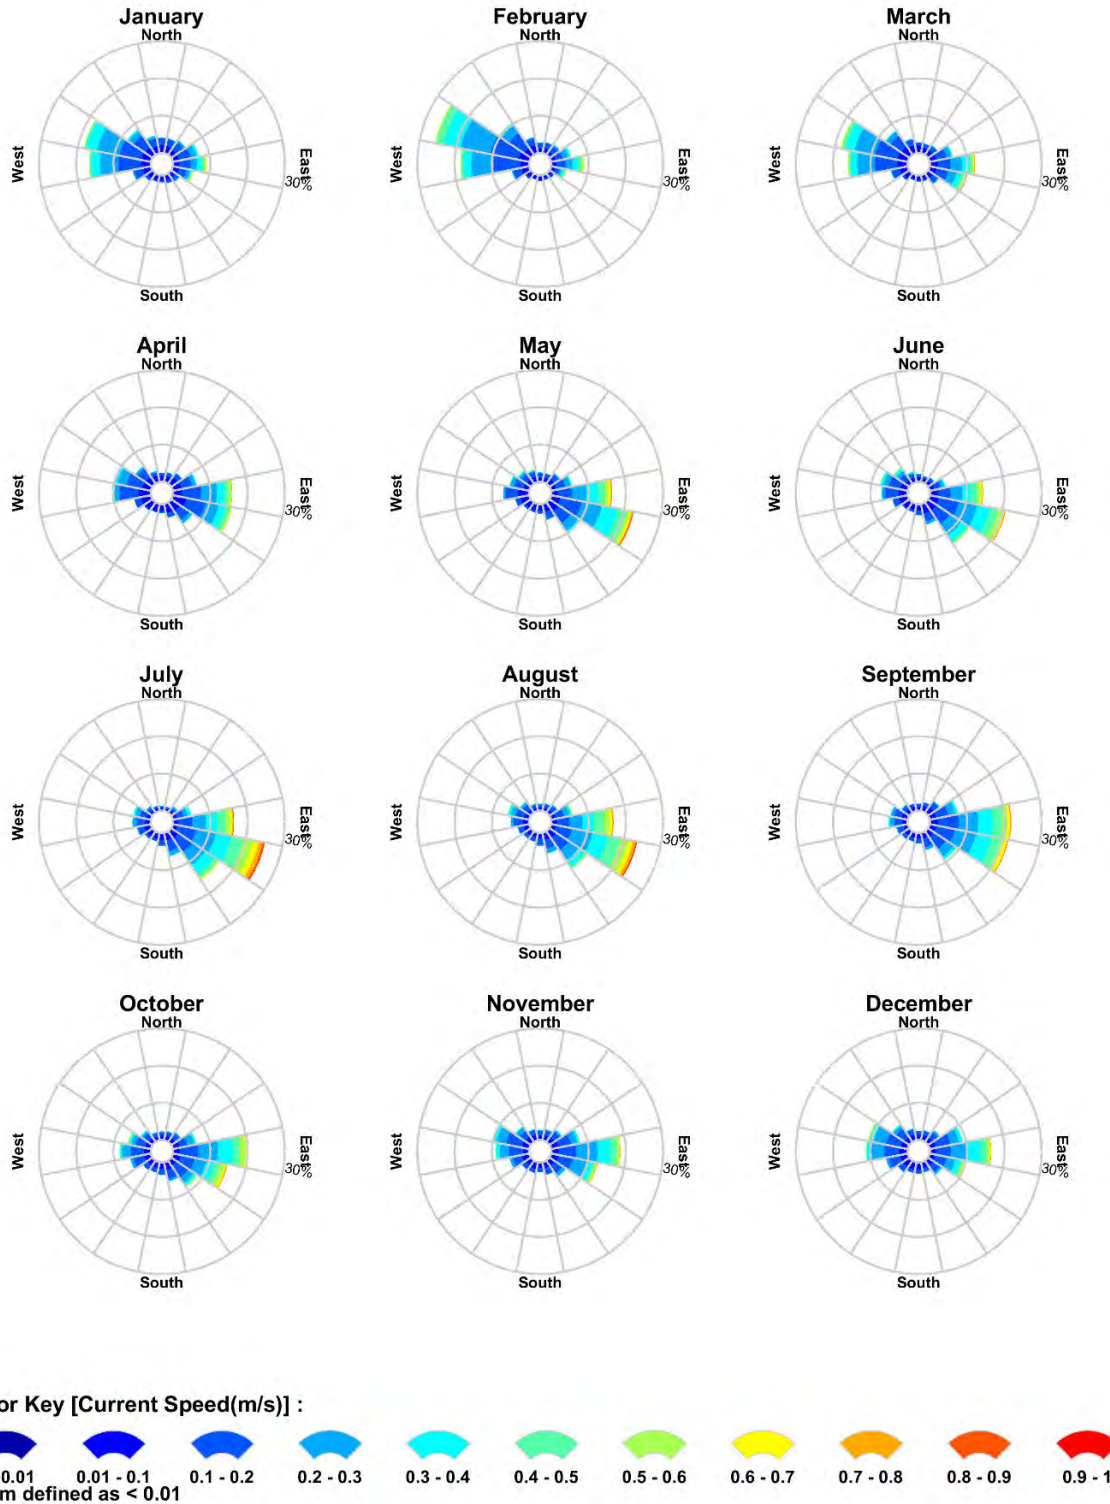 January February March
North North North
West East 30% West East 30% West East 30%
South South South
April May June
North North North
West East 30% West East 30% West East 30%
South South South
July August September
North North North
West East 30% West East 30% West East 30%
South South South
October November December
North North North
West East 30% West East 30% West East 30%
South South South
or Key [Current Speed(m/s)] :
0.01 0.01 - 0.1 0.1 - 0.2 0.2 - 0.3 0.3 - 0.4 0.4 - 0.5 0.5 - 0.6 0.6 - 0.7 0.7 - 0.8 0.8 - 0.9 0.9 - 1
m defined as < 0.01